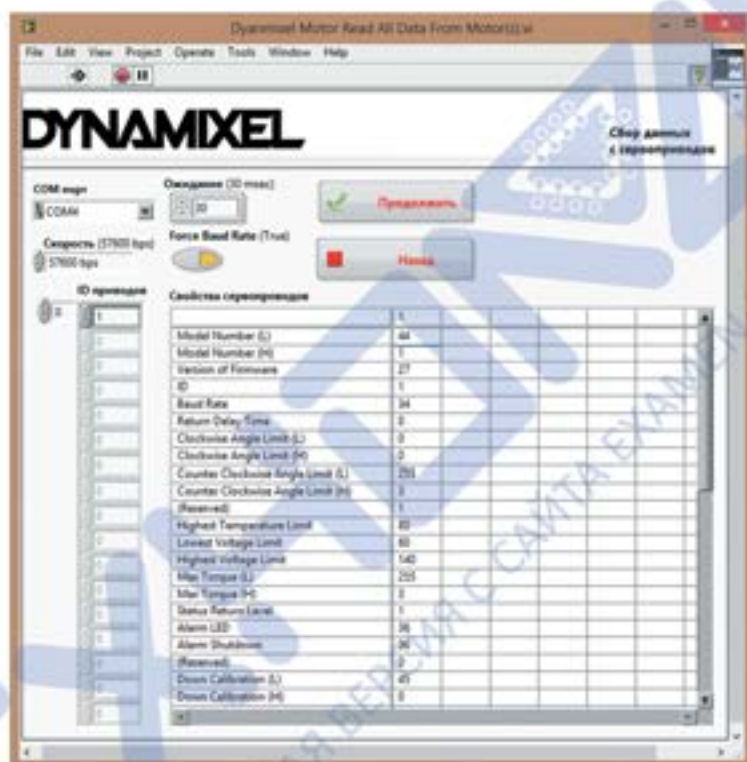 Dyanmixel Motor Read All Data From Motor(s).vi
File Edit View Project Operate Tools Window Help
DYNAMIXEL
Сбор данных
с сервоприводов
COM порт
COM4
Ожидание (30 msec)
30
Продолжить
Скорость (57600 bps)
57600 bps
Force Baud Rate (True)
Назад
ID приводов
0
1
Свойства сервоприводов
1
Model Number (L) 44
Model Number (H) 1
Version of Firmware 27
ID 1
Baud Rate 34
Return Delay Time 0
Clockwise Angle Limit (L) 0
Clockwise Angle Limit (H) 0
Counter Clockwise Angle Limit (L) 255
Counter Clockwise Angle Limit (H) 3
(Reserved) 1
Highest Temperature Limit 80
Lowest Voltage Limit 60
Highest Voltage Limit 140
Max Torque (L) 255
Max Torque (H) 3
Status Return Level 1
Alarm LED 36
Alarm Shutdown 36
(Reserved) 0
Down Calibration (L) 45
Down Calibration (H) 0
АЯ ВЕРСИЯ С САЙТА EXAMEN